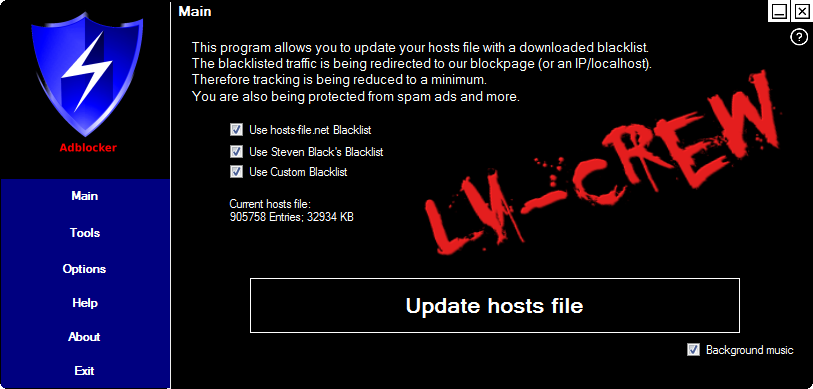 Main
Adblocker
Main
Tools
Options
Help
About
Exit
This program allows you to update your hosts file with a downloaded blacklist.
The blacklisted traffic is being redirected to our blockpage (or an IP/localhost).
Therefore tracking is being reduced to a minimum.
You are also being protected from spam ads and more.
Use hosts-file.net Blacklist
Use Steven Black's Blacklist
Use Custom Blacklist
Current hosts file:
905758 Entries; 32934 KB
LV-CREW
Update hosts file
Background music
?